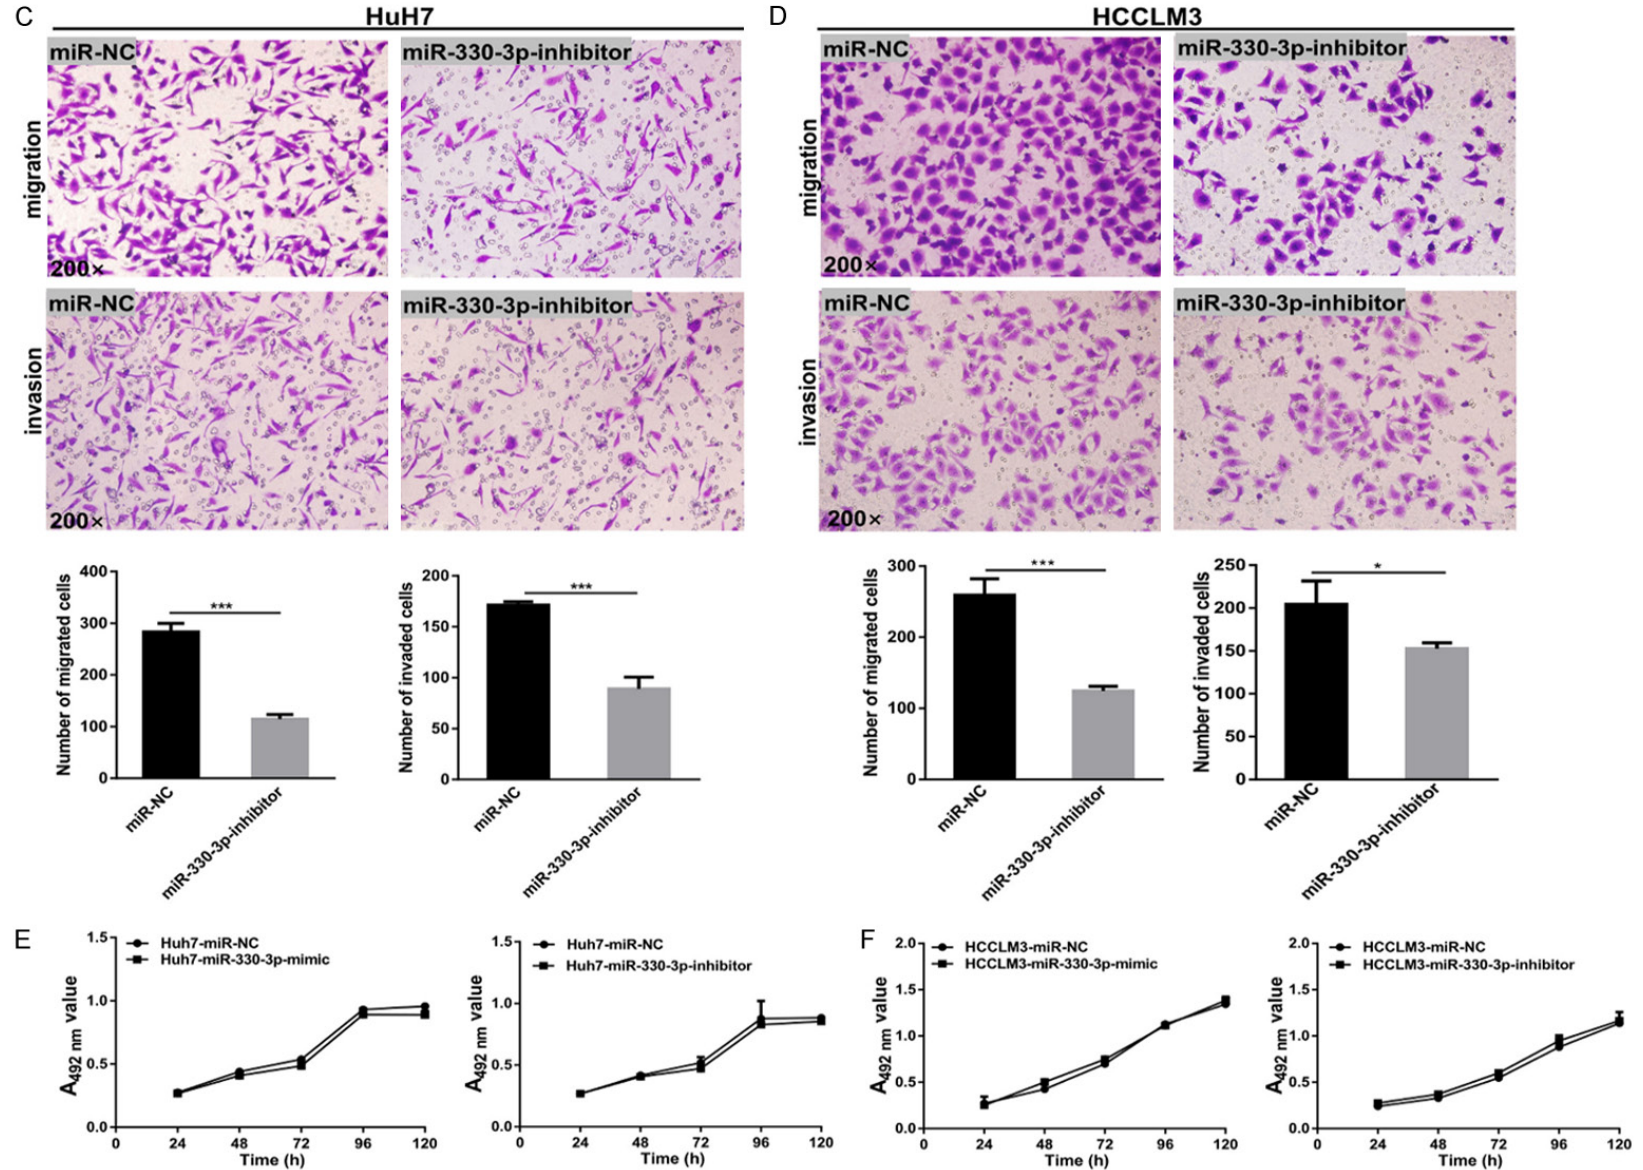 C
HuH7
miR-NC
miR-330-3p-inhibitor
migration
200×
miR-NC
miR-330-3p-inhibitor
invasion
200×
400
300
200
100
0
Number of migrated cells
***
miR-NC
miR-330-3p-inhibitor
200
150
100
50
0
Number of invaded cells
***
miR-NC
miR-330-3p-inhibitor
D
HCCLM3
miR-NC
miR-330-3p-inhibitor
migration
200×
miR-NC
miR-330-3p-inhibitor
invasion
200×
300
200
100
0
Number of migrated cells
***
miR-NC
miR-330-3p-inhibitor
250
200
150
100
50
0
Number of invaded cells
*
miR-NC
miR-330-3p-inhibitor
E
Huh7-miR-NC
Huh7-miR-330-3p-mimic
A492 nm value
1.5
1.0
0.5
0.0
0 24 48 72 96 120
Time (h)
Huh7-miR-NC
Huh7-miR-330-3p-inhibitor
A492 nm value
1.5
1.0
0.5
0.0
0 24 48 72 96 120
Time (h)
F
HCCLM3-miR-NC
HCCLM3-miR-330-3p-mimic
A492 nm value
2.0
1.5
1.0
0.5
0.0
0 24 48 72 96 120
Time (h)
HCCLM3-miR-NC
HCCLM3-miR-330-3p-inhibitor
A492 nm value
2.0
1.5
1.0
0.5
0.0
0 24 48 72 96 120
Time (h)